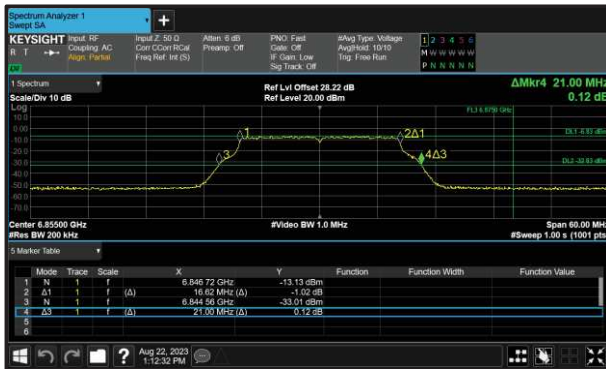 Spectrum Analyzer 1
Swept SA
+
KEYSIGHT Input: RF Input Z: 50 Ω Atten: 6 dB PNO: Fast #Avg Type: Voltage 1 2 3 4 5 6
R T Coupling: AC Corr CCorr RCal Preamp: Off Gate: Off Avg|Hold: 10/10 M W W W W W
Align: Partial Freq Ref: Int (S) IF Gain: Low Trig: Free Run
Sig Track: Off P N N N N N
1 Spectrum Ref Lvl Offset 28.22 dB ΔMkr4 21.00 MHz
Scale/Div 10 dB Ref Level 20.00 dBm 0.12 dB
Log
10.0
0.00
-10.0
-20.0
-30.0
-40.0
-50.0
-60.0
-70.0
1
2Δ1
3
4Δ3
DL1 -6.83 dBm
Center 6.85500 GHz #Video BW 1.0 MHz Span 60.00 MHz
#Res BW 200 kHz #Sweep 1.00 s (1001 pts)
5 Marker Table
Mode Trace Scale X Y Function Function Width Function Value
1 N 1 f 6.846 72 GHz -13.13 dBm
2 Δ1 1 f (Δ) 16.62 MHz (Δ) -1.02 dB
3 N 1 f 6.844 56 GHz -33.01 dBm
4 Δ3 1 f (Δ) 21.00 MHz (Δ) 0.12 dB
5
6
? Aug 22, 2023
1:12:32 PM